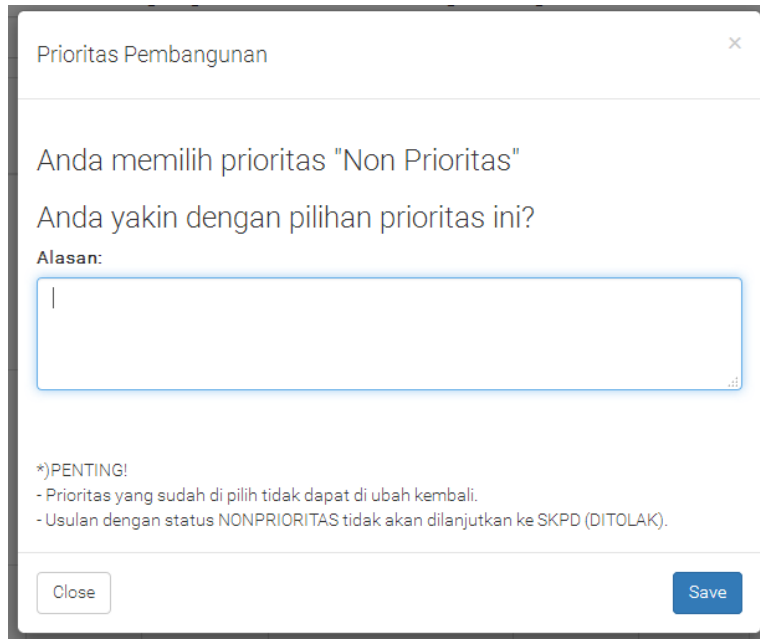 Prioritas Pembangunan
×
Anda memilih prioritas "Non Prioritas"
Anda yakin dengan pilihan prioritas ini?
Alasan:
*)PENTING!
- Prioritas yang sudah di pilih tidak dapat di ubah kembali.
- Usulan dengan status NONPRIORITAS tidak akan dilanjutkan ke SKPD (DITOLAK).
Close
Save